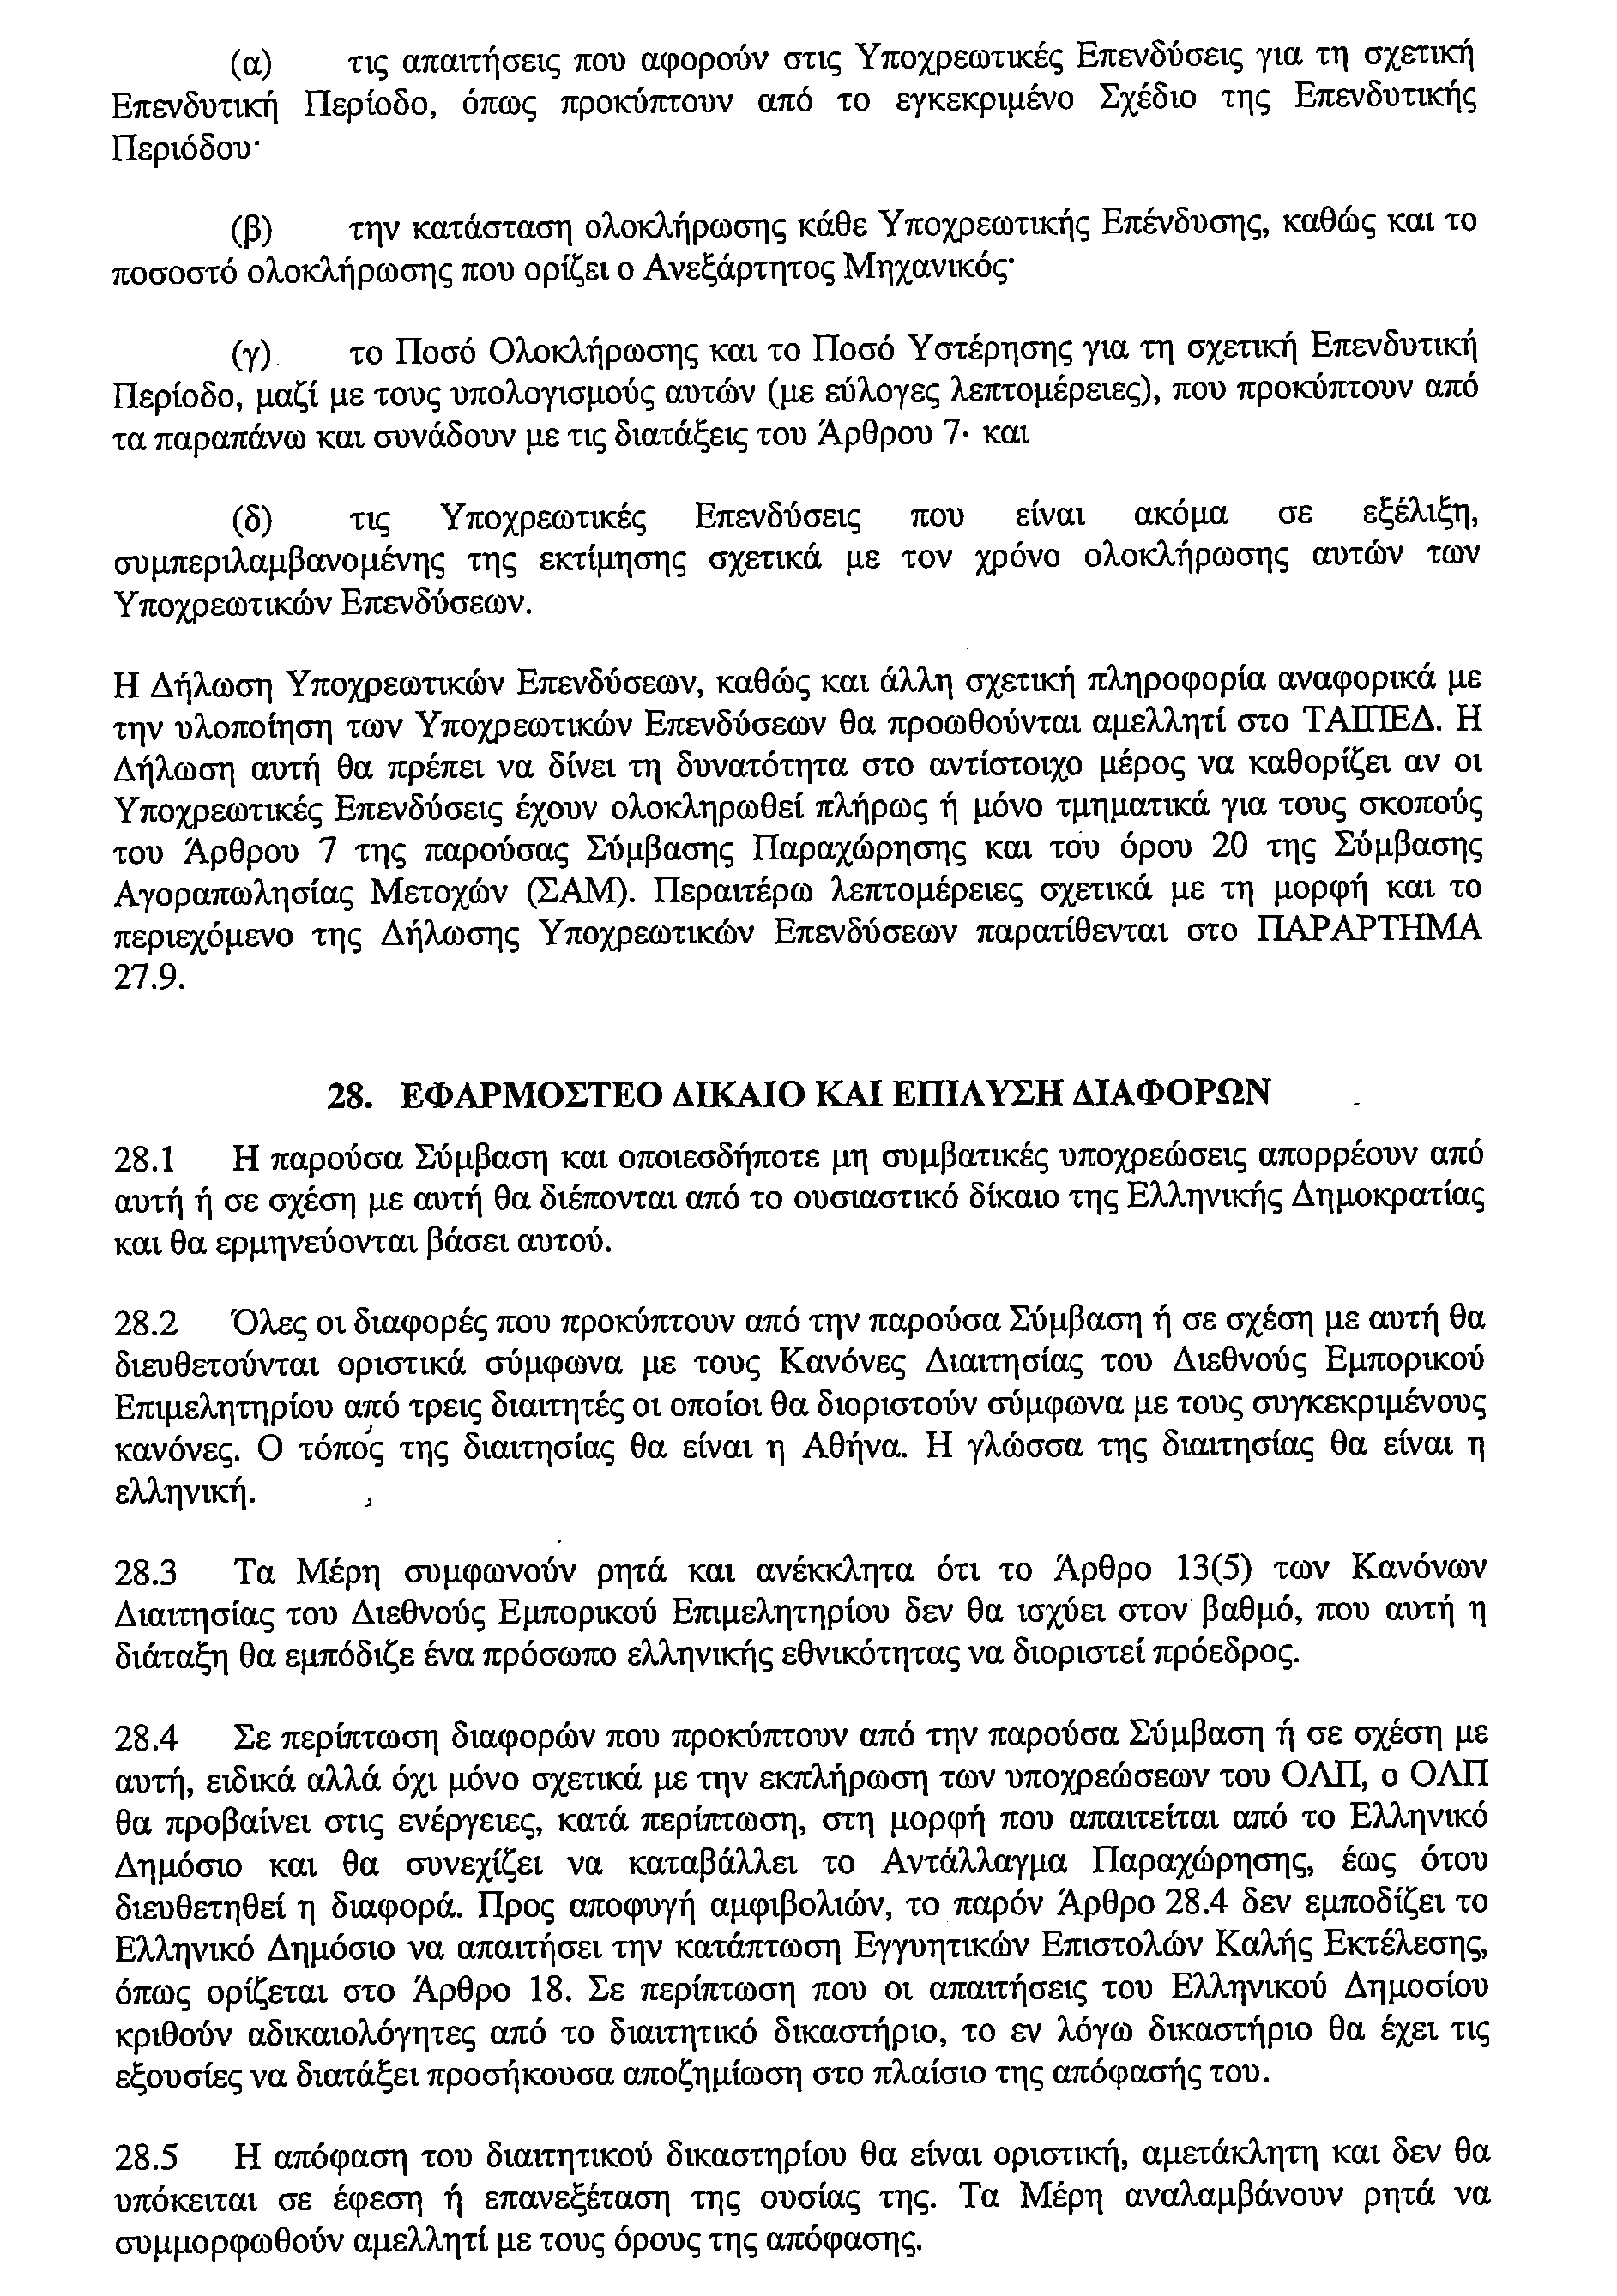 (α) τις απαιτήσεις που αφορούν στις Υποχρεωτικές Επενδύσεις για τη σχετική
Επενδυτική Περίοδο, όπως προκύπτουν από το εγκεκριμένο Σχέδιο της Επενδυτικής
Περιόδου·
(β) την κατάσταση ολοκλήρωσης κάθε Υποχρεωτικής Επένδυσης, καθώς και το
ποσοστό ολοκλήρωσης που ορίζει ο Ανεξάρτητος Μηχανικός·
(γ) το Ποσό Ολοκλήρωσης και το Ποσό Υστέρησης για τη σχετική Επενδυτική
Περίοδο, μαζί με τους υπολογισμούς αυτών (με εύλογες λεπτομέρειες), που προκύπτουν από
τα παραπάνω και συνάδουν με τις διατάξεις του Άρθρου 7· και
(δ) τις Υποχρεωτικές Επενδύσεις που είναι ακόμα σε εξέλιξη,
συμπεριλαμβανομένης της εκτίμησης σχετικά με τον χρόνο ολοκλήρωσης αυτών των
Υποχρεωτικών Επενδύσεων.
Η Δήλωση Υποχρεωτικών Επενδύσεων, καθώς και άλλη σχετική πληροφορία αναφορικά με
την υλοποίηση των Υποχρεωτικών Επενδύσεων θα προωθούνται αμελλητί στο ΤΑΙΠΕΔ. Η
Δήλωση αυτή θα πρέπει να δίνει τη δυνατότητα στο αντίστοιχο μέρος να καθορίζει αν οι
Υποχρεωτικές Επενδύσεις έχουν ολοκληρωθεί πλήρως ή μόνο τμηματικά για τους σκοπούς
του Άρθρου 7 της παρούσας Σύμβασης Παραχώρησης και του όρου 20 της Σύμβασης
Αγοραπωλησίας Μετοχών (ΣΑΜ). Περαιτέρω λεπτομέρειες σχετικά με τη μορφή και το
περιεχόμενο της Δήλωσης Υποχρεωτικών Επενδύσεων παρατίθενται στο ΠΑΡΑΡΤΗΜΑ
27.9.
28. ΕΦΑΡΜΟΣΤΕΟ ΔΙΚΑΙΟ ΚΑΙ ΕΠΙΛΥΣΗ ΔΙΑΦΟΡΩΝ
28.1 Η παρούσα Σύμβαση και οποιεσδήποτε μη συμβατικές υποχρεώσεις απορρέουν από
αυτή ή σε σχέση με αυτή θα διέπονται από το ουσιαστικό δίκαιο της Ελληνικής Δημοκρατίας
και θα ερμηνεύονται βάσει αυτού.
28.2 Όλες οι διαφορές που προκύπτουν από την παρούσα Σύμβαση ή σε σχέση με αυτή θα
διευθετούνται οριστικά σύμφωνα με τους Κανόνες Διαιτησίας του Διεθνούς Εμπορικού
Επιμελητηρίου από τρεις διαιτητές οι οποίοι θα διοριστούν σύμφωνα με τους συγκεκριμένους
κανόνες. Ο τόπος της διαιτησίας θα είναι η Αθήνα. Η γλώσσα της διαιτησίας θα είναι η
ελληνική.
28.3 Τα Μέρη συμφωνούν ρητά και ανέκκλητα ότι το Άρθρο 13(5) των Κανόνων
Διαιτησίας του Διεθνούς Εμπορικού Επιμελητηρίου δεν θα ισχύει στον βαθμό, που αυτή η
διάταξη θα εμπόδιζε ένα πρόσωπο ελληνικής εθνικότητας να διοριστεί πρόεδρος.
28.4 Σε περίπτωση διαφορών που προκύπτουν από την παρούσα Σύμβαση ή σε σχέση με
αυτή, ειδικά αλλά όχι μόνο σχετικά με την εκπλήρωση των υποχρεώσεων του ΟΛΠ, ο ΟΛΠ
θα προβαίνει στις ενέργειες, κατά περίπτωση, στη μορφή που απαιτείται από το Ελληνικό
Δημόσιο και θα συνεχίζει να καταβάλλει το Αντάλλαγμα Παραχώρησης, έως ότου
διευθετηθεί η διαφορά. Προς αποφυγή αμφιβολιών, το παρόν Άρθρο 28.4 δεν εμποδίζει το
Ελληνικό Δημόσιο να απαιτήσει την κατάπτωση Εγγυητικών Επιστολών Καλής Εκτέλεσης,
όπως ορίζεται στο Άρθρο 18. Σε περίπτωση που οι απαιτήσεις του Ελληνικού Δημοσίου
κριθούν αδικαιολόγητες από το διαιτητικό δικαστήριο, το εν λόγω δικαστήριο θα έχει τις
εξουσίες να διατάξει προσήκουσα αποζημίωση στο πλαίσιο της απόφασής του.
28.5 Η απόφαση του διαιτητικού δικαστηρίου θα είναι οριστική, αμετάκλητη και δεν θα
υπόκειται σε έφεση ή επανεξέταση της ουσίας της. Τα Μέρη αναλαμβάνουν ρητά να
συμμορφωθούν αμελλητί με τους όρους της απόφασης.